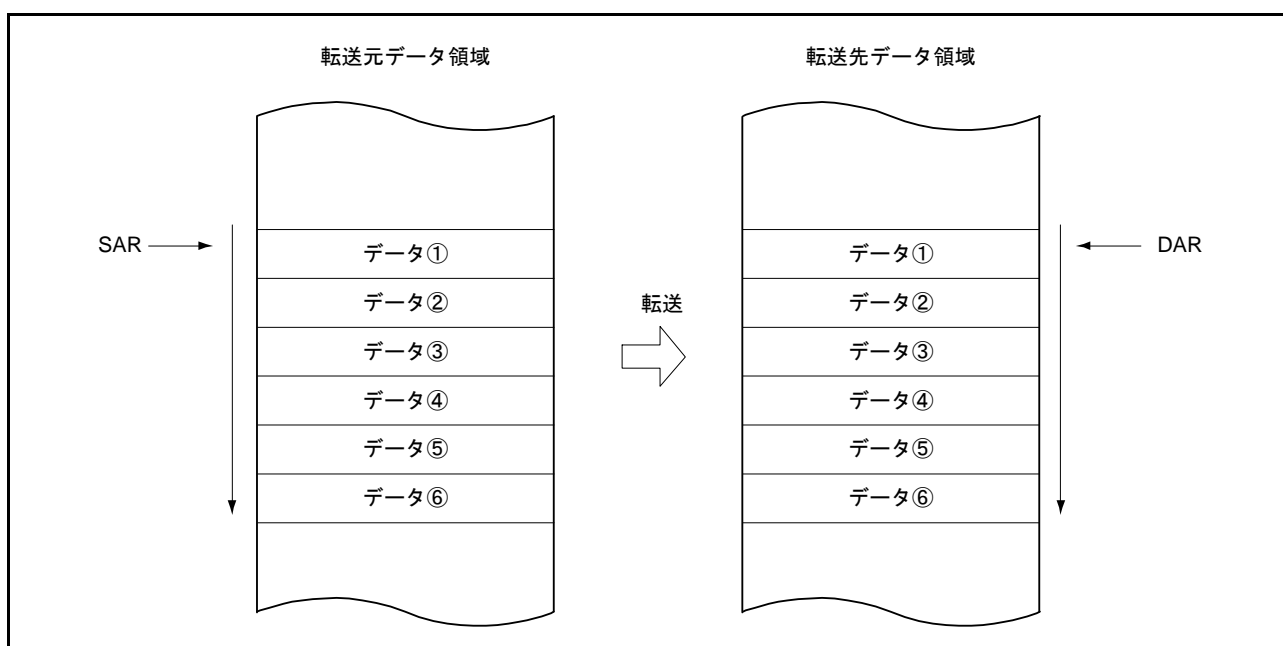 転送元データ領域
転送先データ領域
SAR
データ①
データ②
データ③
データ④
データ⑤
データ⑥
転送
データ①
データ②
データ③
データ④
データ⑤
データ⑥
DAR